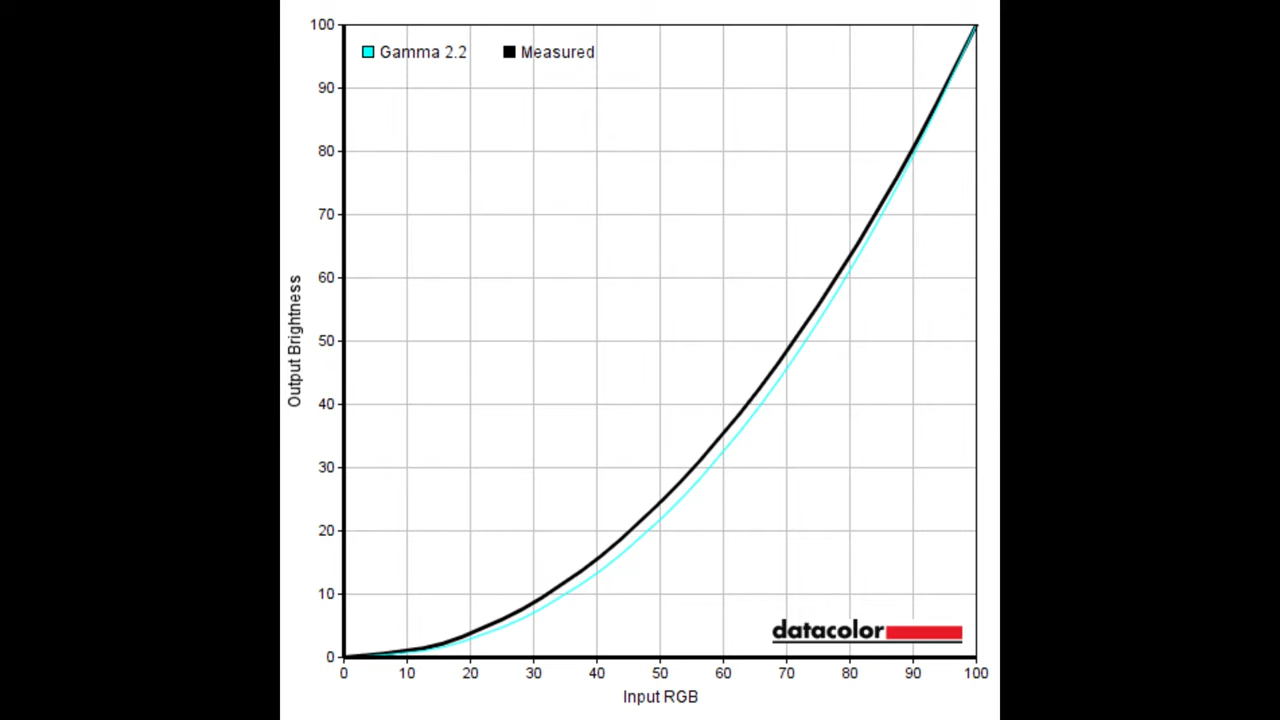 100
Gamma 2.2 Measured
90
80
70
60
50
40
30
20
10
0
Output Brightness
datacolor
0 10 20 30 40 50 60 70 80 90 100
Input RGB